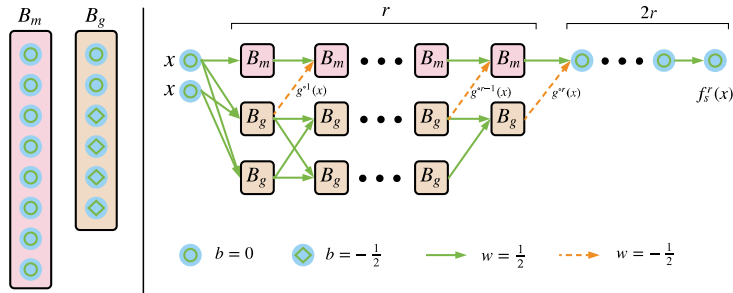 B_m B_g
r 2r
x B_m B_m B_m B_m
x g^{∘1}(x) g^{∘r−1}(x) g^{∘r}(x) f_s^r(x)
B_g B_g B_g B_g
B_g B_g B_g
b = 0 b = − 1/2 w = 1/2 w = − 1/2